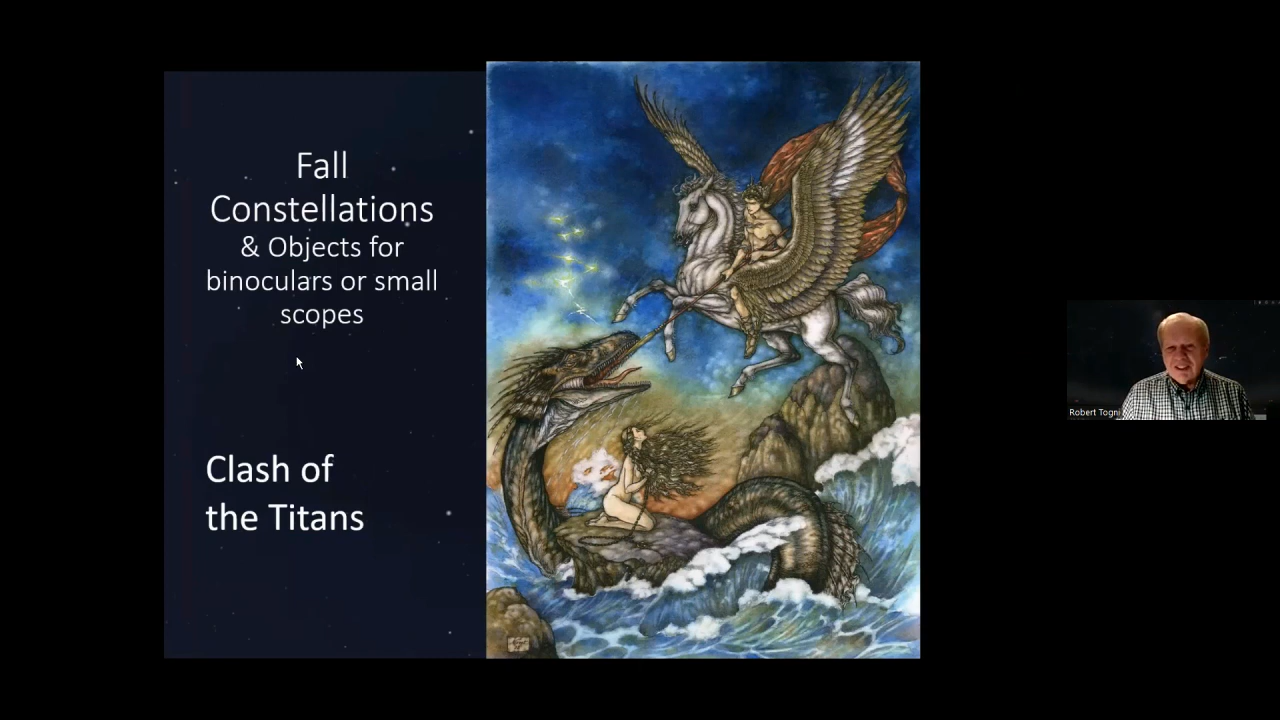 Fall
Constellations
& Objects for
binoculars or small
scopes
Clash of
the Titans
Robert Togni